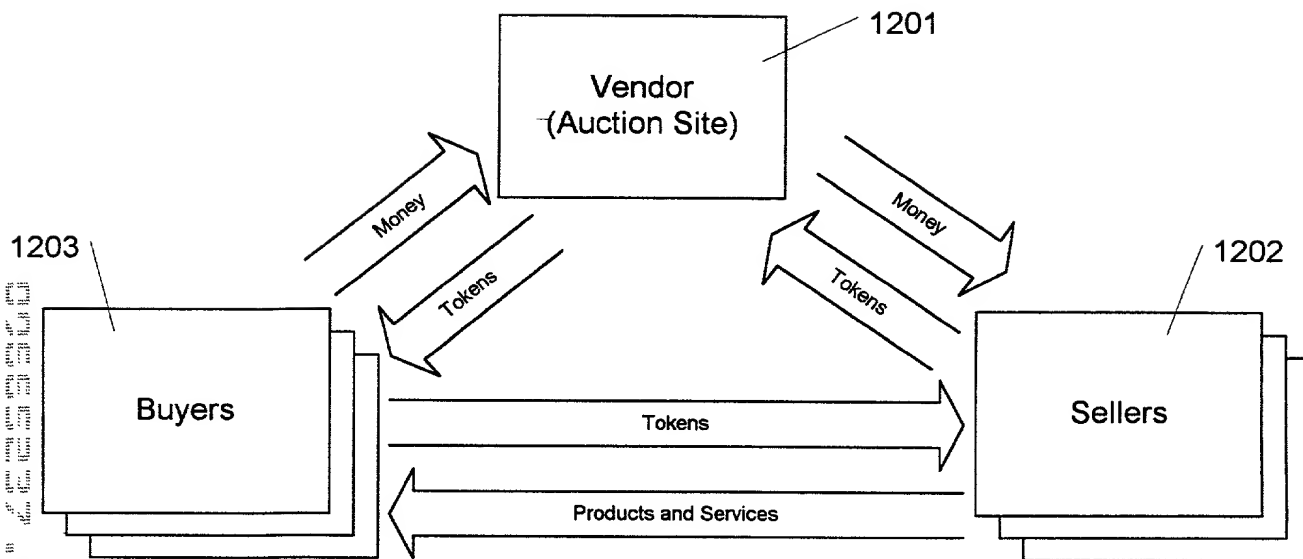 1201
Vendor
(Auction Site)
Money
Money
1203
Tokens
Tokens
1202
Buyers
Tokens
Sellers
Products and Services